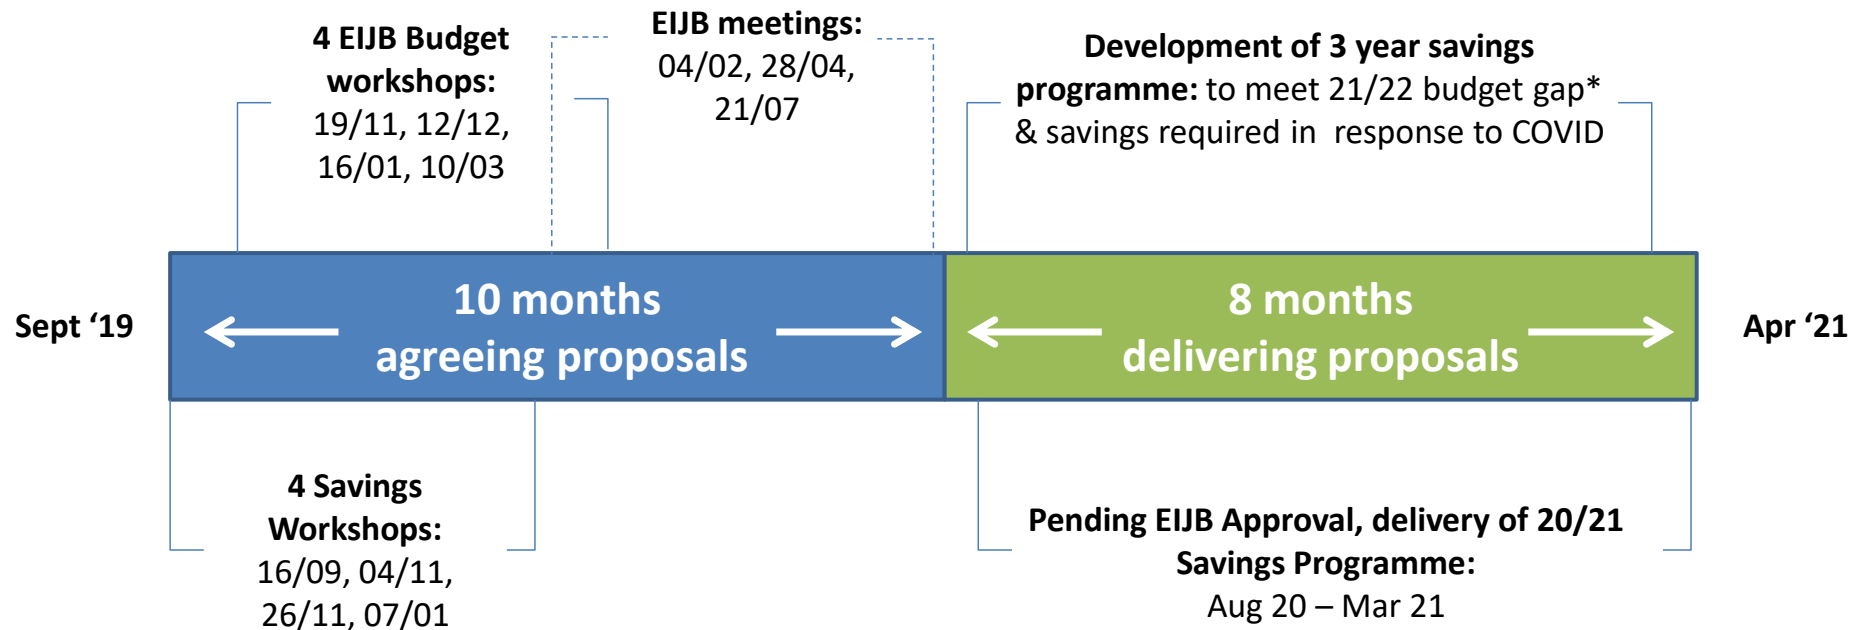 4 EIJB Budget
workshops:
19/11, 12/12,
16/01, 10/03
EIJB meetings:
04/02, 28/04,
21/07
Development of 3 year savings
programme: to meet 21/22 budget gap*
& savings required in response to COVID
Sept ‘19
10 months
agreeing proposals
8 months
delivering proposals
Apr ‘21
4 Savings
Workshops:
16/09, 04/11,
26/11, 07/01
Pending EIJB Approval, delivery of 20/21
Savings Programme:
Aug 20 – Mar 21